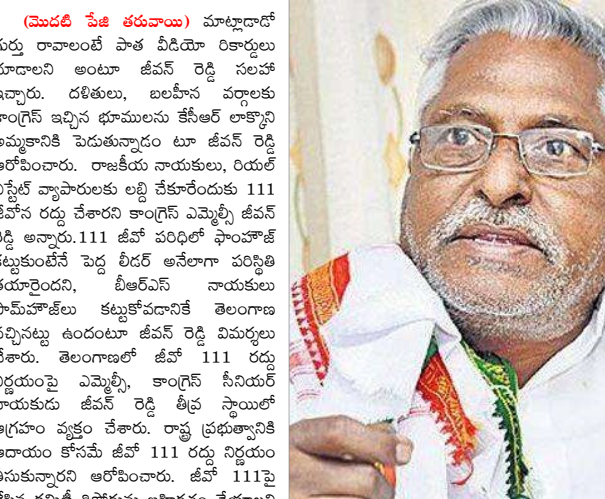 (మొదటి పేజి తరువాయి) మాట్లాడాడో
గుర్తు రావాలంటే పాత వీడియో రికార్డులు
చూడాలని అంటూ జీవన్ రెడ్డి సలహా
ఇచ్చారు. దళితులు, బలహీన వర్గాలకు
కాంగ్రెస్ ఇచ్చిన భూములను కేసీఆర్ లాక్కొని
అమ్మకానికి పెడుతున్నాడం టూ జీవన్ రెడ్డి
ఆరోపించారు. రాజకీయ నాయకులు, రియల్
ఎస్టేట్ వ్యాపారులకు లబ్ది చేకూరేందుకు 111
జీవోన రద్దు చేశారని కాంగ్రెస్ ఎమ్మెల్సీ జీవన్
రెడ్డి అన్నారు.111 జీవో పరిధిలో ఫాంహౌజ్
కట్టుకుంటేనే పెద్ద లీడర్ అనేలాగా పరిస్థితి
తయారైందని, బీఆర్ఎస్ నాయకులు
ఫామ్‌హౌజ్‌లు కట్టుకోవడానికే తెలంగాణ
వచ్చినట్టు ఉందంటూ జీవన్ రెడ్డి విమర్శలు
చేశారు. తెలంగాణలో జీవో 111 రద్దు
నిర్ణయంపై ఎమ్మెల్సీ, కాంగ్రెస్ సీనియర్
నాయకుడు జీవన్ రెడ్డి తీవ్ర స్థాయిలో
ఆగ్రహం వ్యక్తం చేశారు. రాష్ట్ర ప్రభుత్వానికి
ఆదాయం కోసమే జీవో 111 రద్దు నిర్ణయం
తీసుకున్నారని ఆరోపించారు. జీవో 111పై